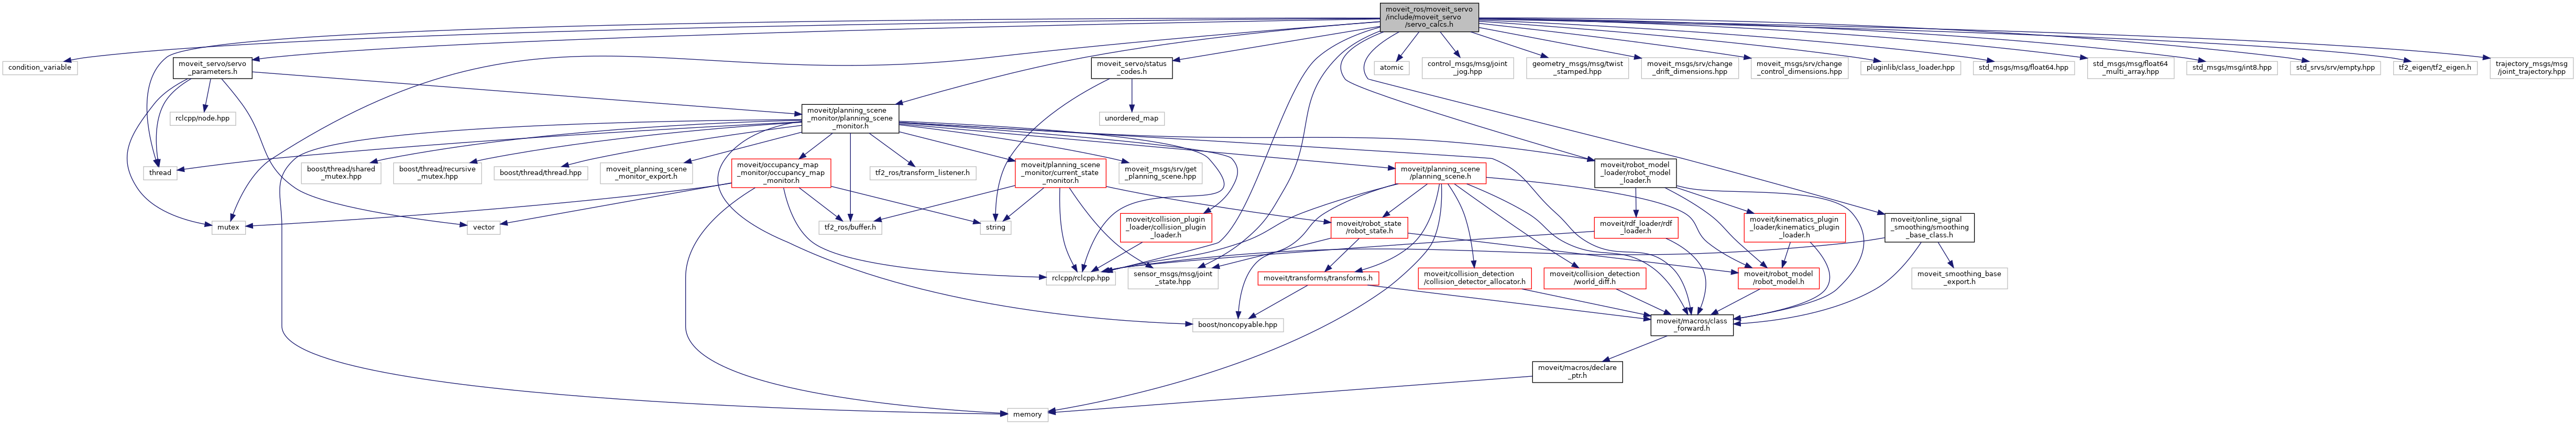 moveit_ros/moveit_servo
/include/moveit_servo
/servo_calcs.h
condition_variable
moveit_servo/servo
_parameters.h
moveit_servo/status
_codes.h
atomic
control_msgs/msg/joint
_jog.hpp
geometry_msgs/msg/twist
_stamped.hpp
moveit_msgs/srv/change
_drift_dimensions.hpp
moveit_msgs/srv/change
_control_dimensions.hpp
pluginlib/class_loader.hpp
std_msgs/msg/float64.hpp
std_msgs/msg/float64
_multi_array.hpp
std_msgs/msg/int8.hpp
std_srvs/srv/empty.hpp
tf2_eigen/tf2_eigen.h
trajectory_msgs/msg
/joint_trajectory.hpp
rclcpp/node.hpp
moveit/planning_scene
_monitor/planning_scene
_monitor.h
unordered_map
thread
boost/thread/shared
_mutex.hpp
boost/thread/recursive
_mutex.hpp
boost/thread/thread.hpp
moveit_planning_scene
_monitor_export.h
moveit/occupancy_map
_monitor/occupancy_map
_monitor.h
tf2_ros/transform_listener.h
moveit/planning_scene
_monitor/current_state
_monitor.h
moveit_msgs/srv/get
_planning_scene.hpp
moveit/planning_scene
/planning_scene.h
moveit/robot_model
_loader/robot_model
_loader.h
mutex
vector
tf2_ros/buffer.h
string
moveit/collision_plugin
_loader/collision_plugin
_loader.h
moveit/robot_state
/robot_state.h
moveit/rdf_loader/rdf
_loader.h
moveit/kinematics_plugin
_loader/kinematics_plugin
_loader.h
moveit/online_signal
_smoothing/smoothing
_base_class.h
rclcpp/rclcpp.hpp
sensor_msgs/msg/joint
_state.hpp
moveit/transforms/transforms.h
moveit/collision_detection
/collision_detector_allocator.h
moveit/collision_detection
/world_diff.h
moveit/robot_model
/robot_model.h
moveit_smoothing_base
_export.h
boost/noncopyable.hpp
moveit/macros/class
_forward.h
moveit/macros/declare
_ptr.h
memory